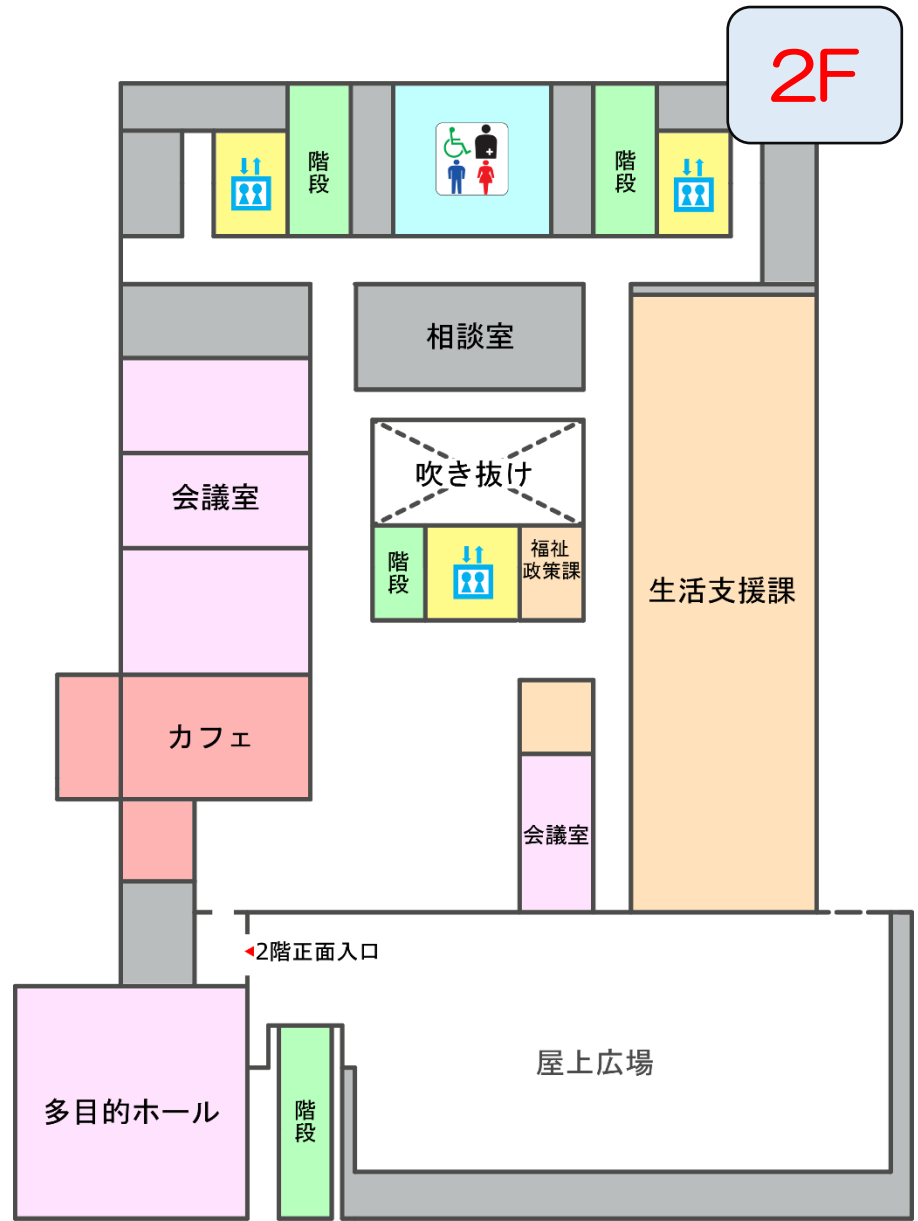 2F
階段
階段
相談室
吹き抜け
会議室
階段
福祉
政策課
生活支援課
カフェ
会議室
2階正面入口
屋上広場
多目的ホール
階段